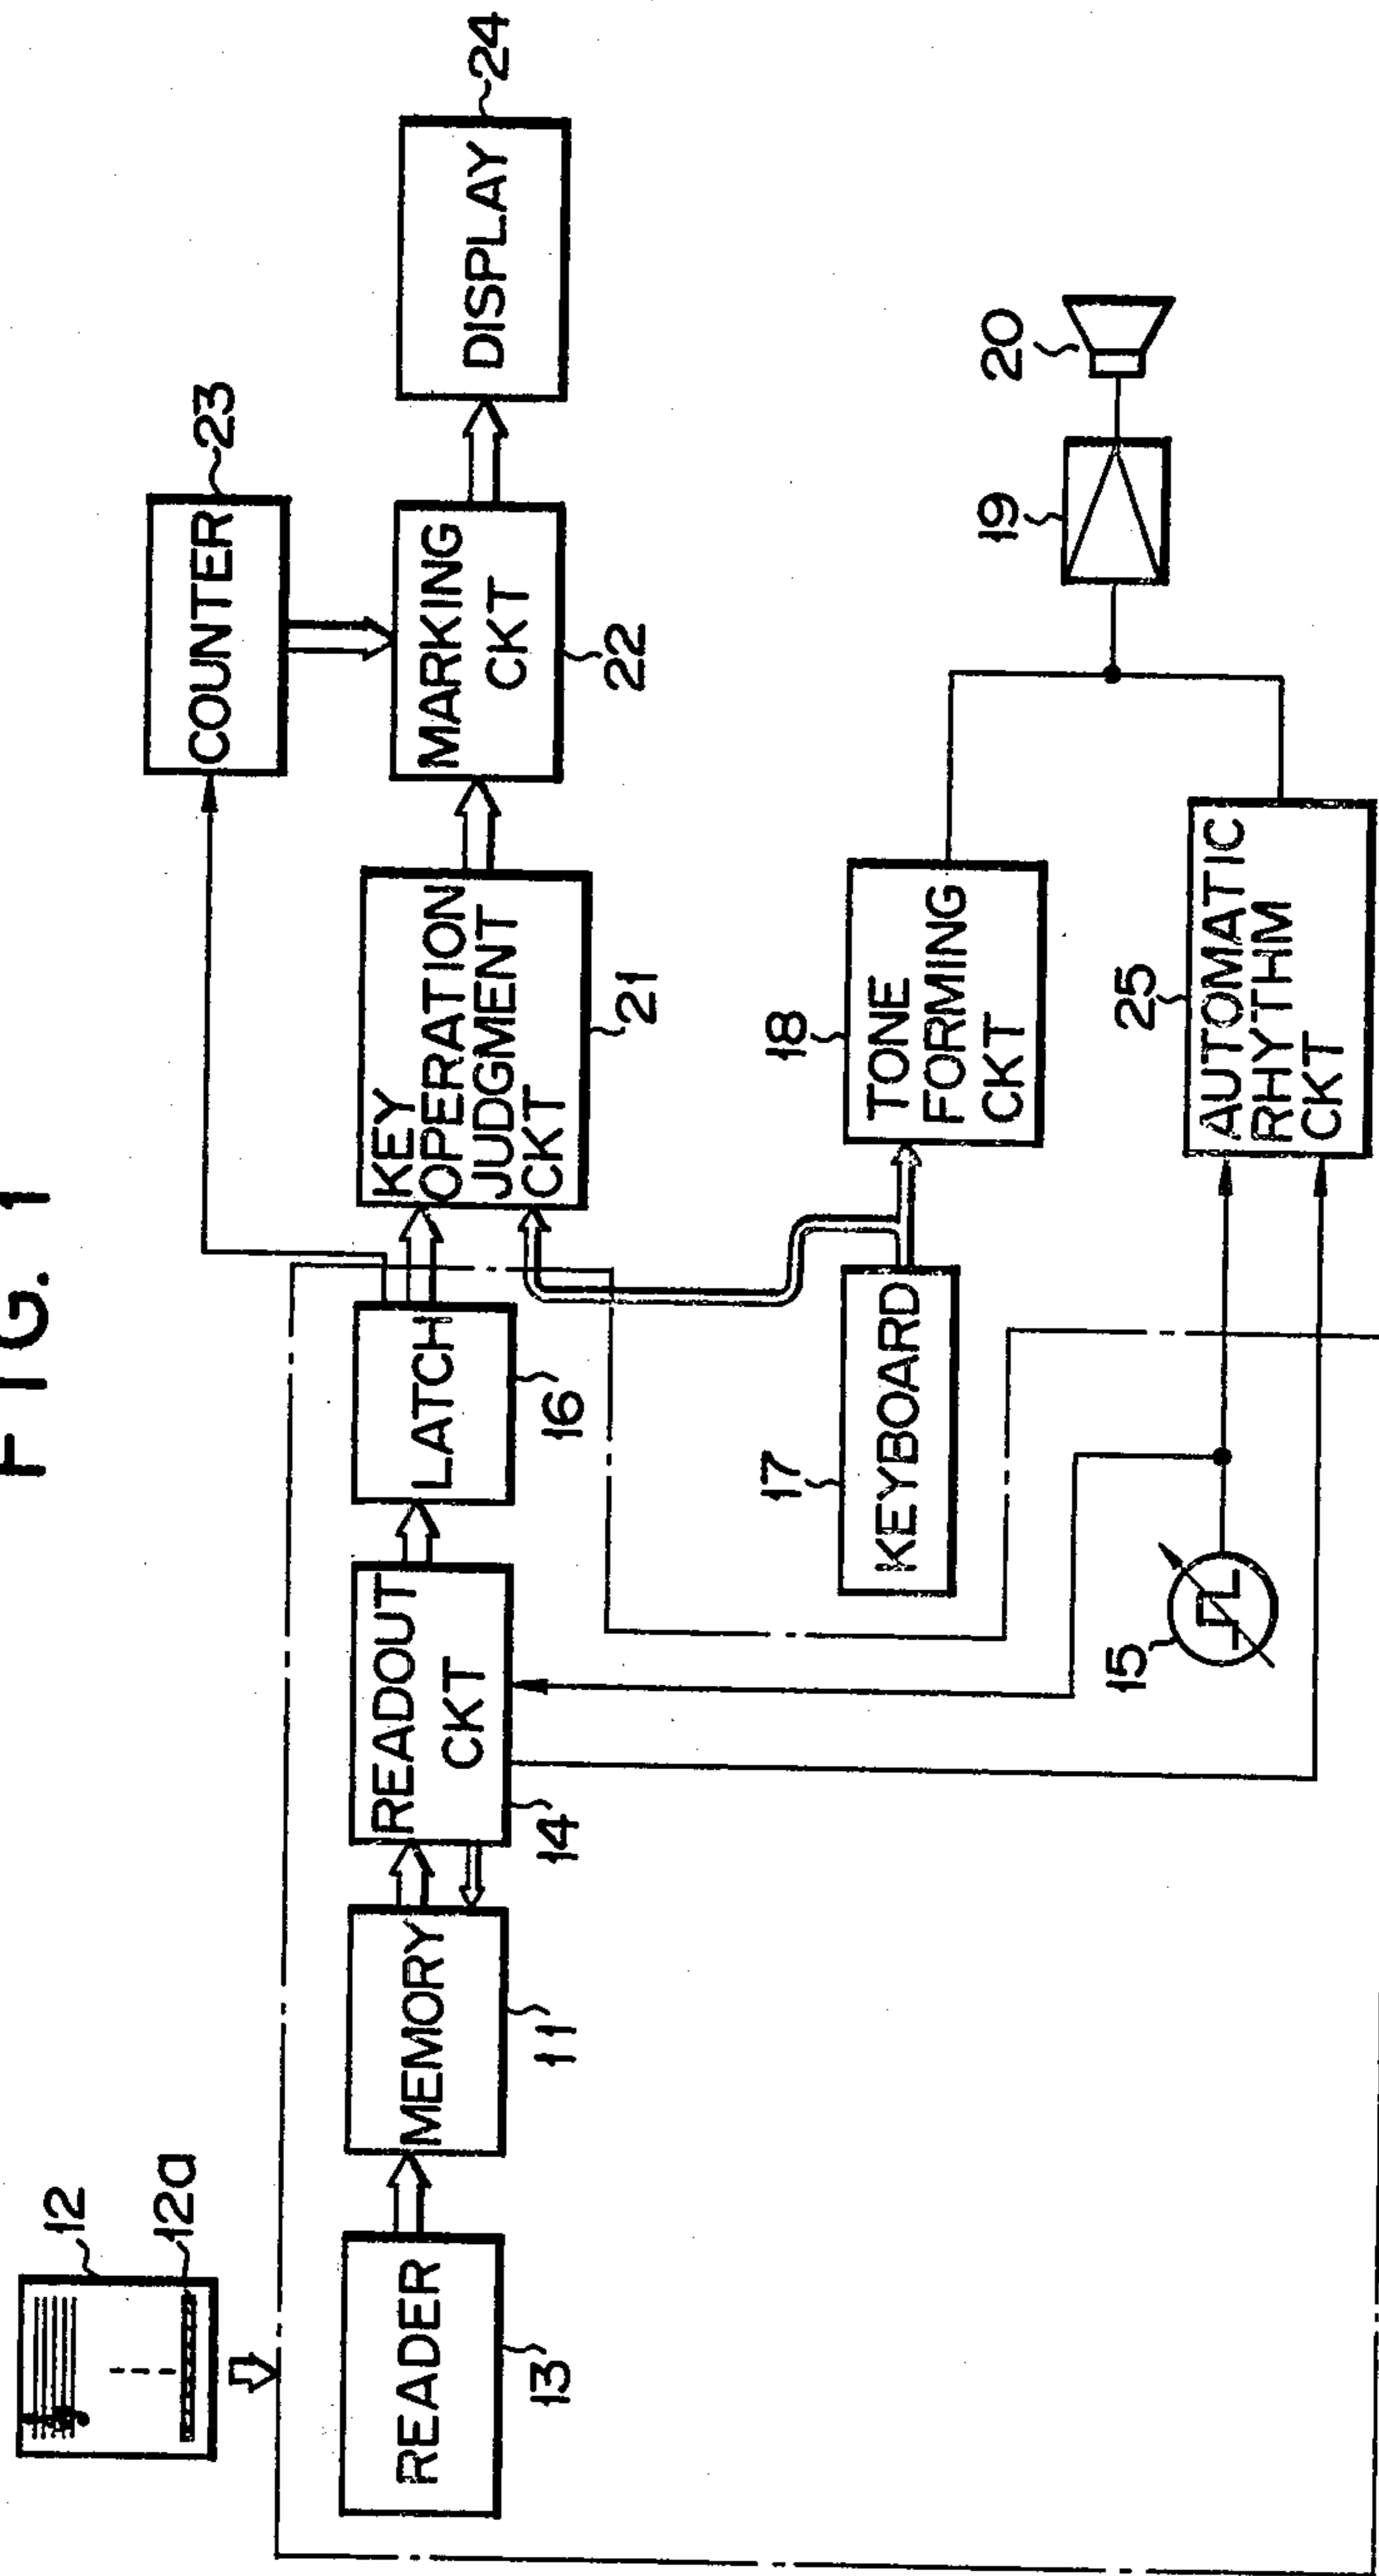 FIG. 1
12
12a
READER
13
MEMORY
11
READOUT
CKT
14
LATCH
16
KEY
OPERATION
JUDGMENT
CKT
21
COUNTER
23
MARKING
CKT
22
DISPLAY
24
KEYBOARD
17
TONE
FORMING
CKT
18
19
20
15
AUTOMATIC
RHYTHM
CKT
25